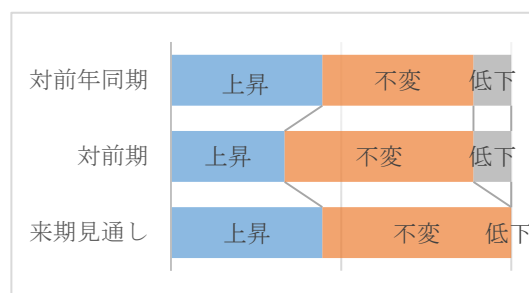 対前年同期 上昇 不変 低下
対前期 上昇 不変 低下
来期見通し 上昇 不変 低下